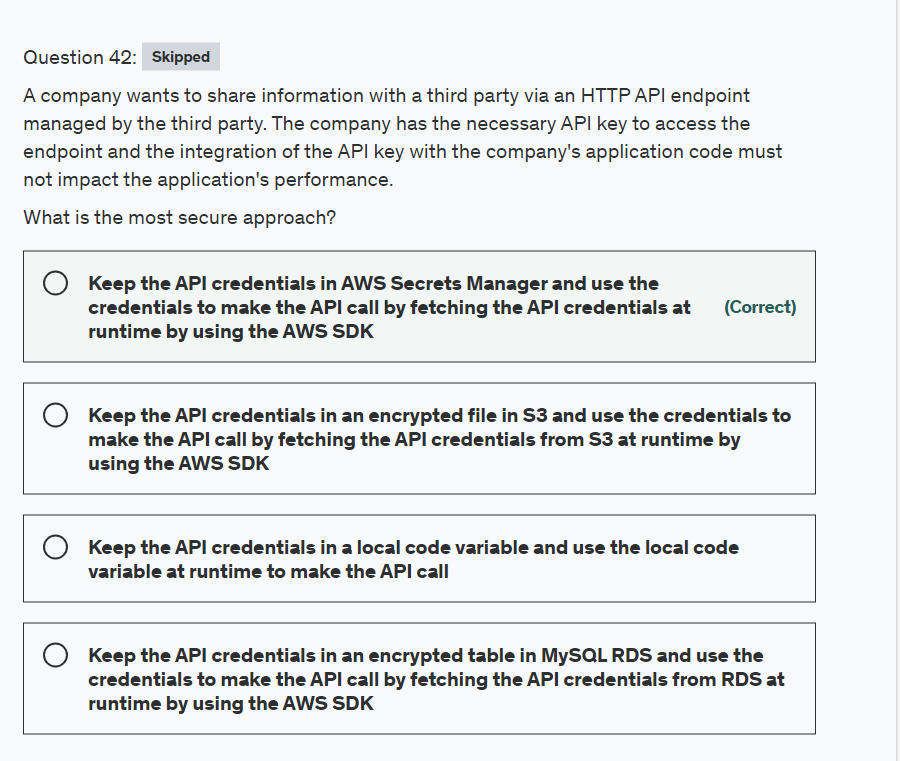 Question 42: Skipped
A company wants to share information with a third party via an HTTP API endpoint
managed by the third party. The company has the necessary API key to access the
endpoint and the integration of the API key with the company's application code must
not impact the application's performance.
What is the most secure approach?
Keep the API credentials in AWS Secrets Manager and use the
credentials to make the API call by fetching the API credentials at (Correct)
runtime by using the AWS SDK
Keep the API credentials in an encrypted file in S3 and use the credentials to
make the API call by fetching the API credentials from S3 at runtime by
using the AWS SDK
Keep the API credentials in a local code variable and use the local code
variable at runtime to make the API call
Keep the API credentials in an encrypted table in MySQL RDS and use the
credentials to make the API call by fetching the API credentials from RDS at
runtime by using the AWS SDK